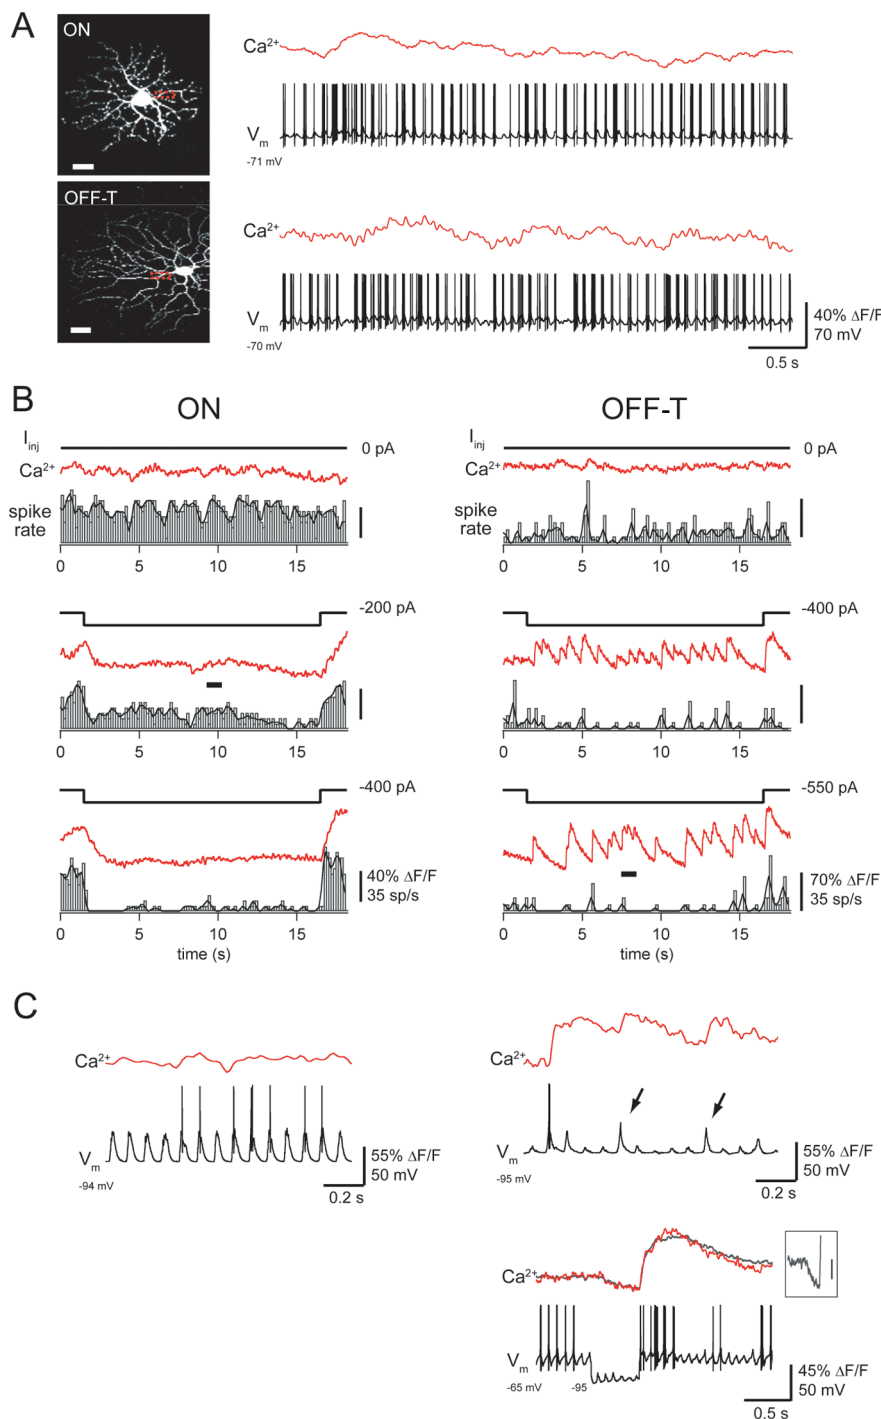 A
ON
Ca2+
Vm
-71 mV
OFF-T
Ca2+
Vm
-70 mV
40% ΔF/F
70 mV
0.5 s
B
ON
OFF-T
Iinj
0 pA
Ca2+
spike
rate
0 5 10 15
Iinj
0 pA
Ca2+
spike
rate
0 5 10 15
-200 pA
0 5 10 15
-400 pA
0 5 10 15
-400 pA
40% ΔF/F
35 sp/s
0 5 10 15
time (s)
-550 pA
70% ΔF/F
35 sp/s
0 5 10 15
time (s)
C
Ca2+
Vm
-94 mV
55% ΔF/F
50 mV
0.2 s
Ca2+
Vm
-95 mV
55% ΔF/F
50 mV
0.2 s
Ca2+
Vm
-65 mV
-95
45% ΔF/F
50 mV
0.5 s